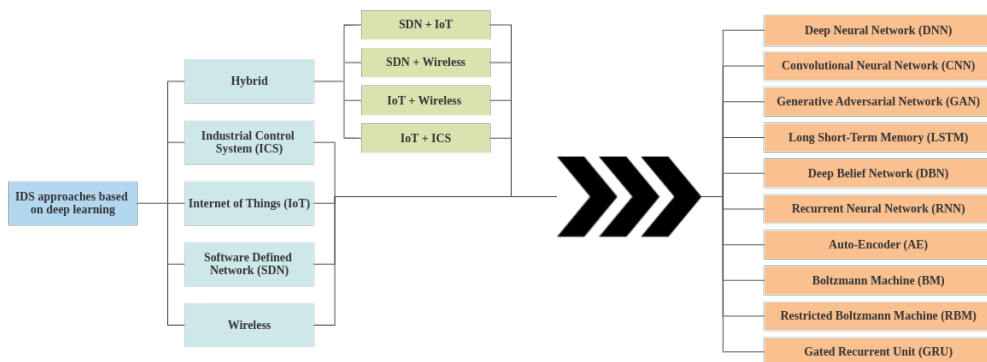 IDS approaches based
on deep learning
Hybrid
Industrial Control
System (ICS)
Internet of Things (IoT)
Software Defined
Network (SDN)
Wireless
SDN + IoT
SDN + Wireless
IoT + Wireless
IoT + ICS
Deep Neural Network (DNN)
Convolutional Neural Network (CNN)
Generative Adversarial Network (GAN)
Long Short-Term Memory (LSTM)
Deep Belief Network (DBN)
Recurrent Neural Network (RNN)
Auto-Encoder (AE)
Boltzmann Machine (BM)
Restricted Boltzmann Machine (RBM)
Gated Recurrent Unit (GRU)